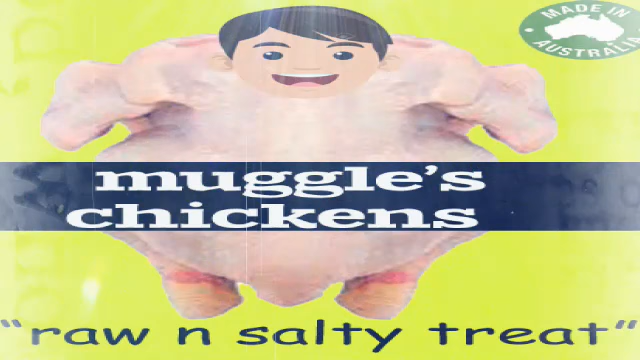 MADE IN
AUSTRALIA
muggle's
chickens
"raw n salty treat"